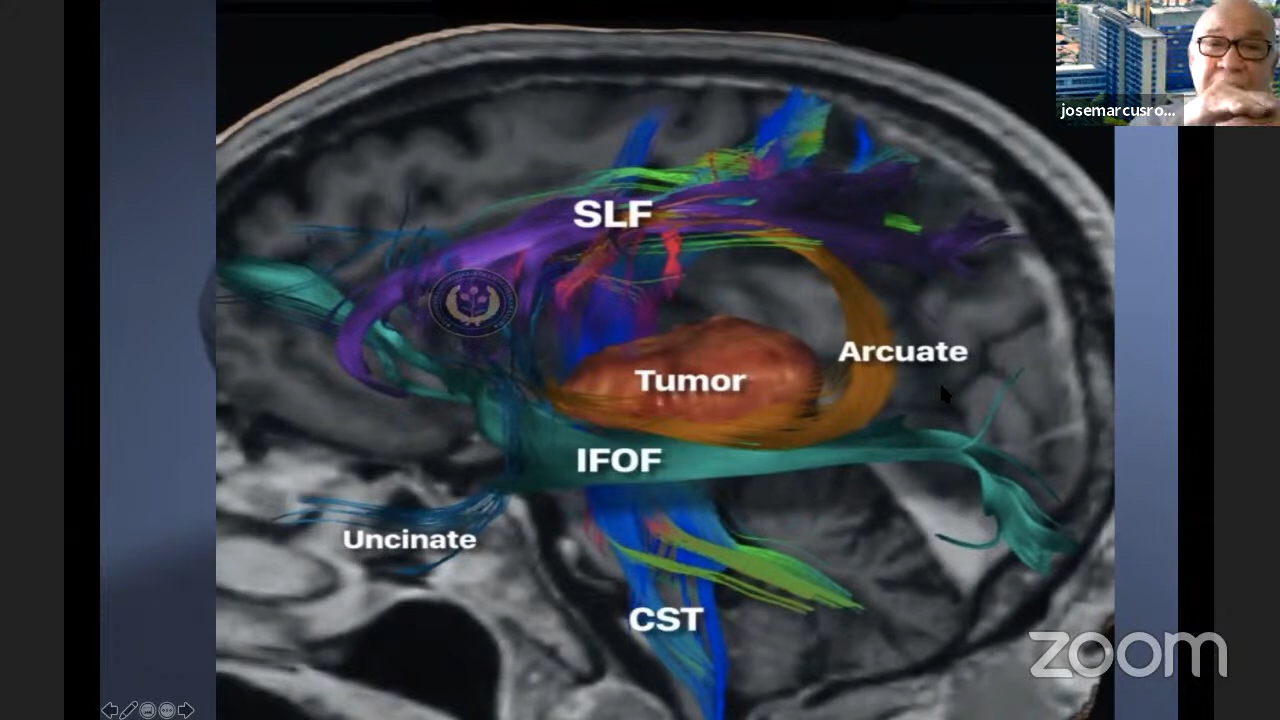 josemarcusro...
SLF
Arcuate
Tumor
IFOF
Uncinate
CST
zoom